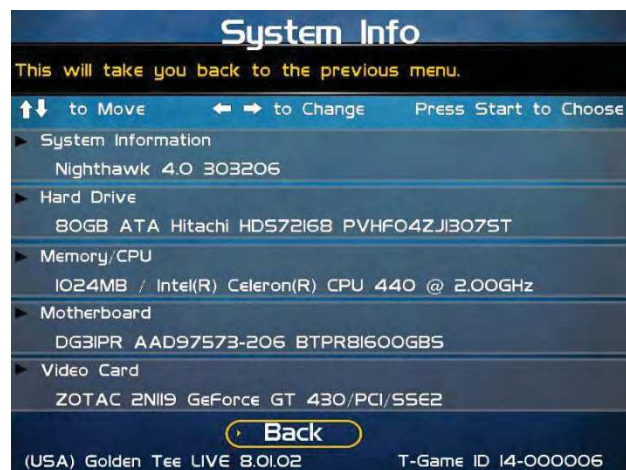 System Info
This will take you back to the previous menu.
↑↓ to Move ← → to Change Press Start to Choose
System Information
Nighthawk 4.0 303206
Hard Drive
80GB ATA Hitachi HDS72168 PVHF04ZJ1307ST
Memory/CPU
1024MB / Intel(R) Celeron(R) CPU 440 @ 2.00GHz
Motherboard
DG31PR AAD97573-206 BTPR81600GBS
Video Card
ZOTAC 2N119 GeForce GT 430/PCI/SSE2
Back
(USA) Golden Tee LIVE 8.01.02 T-Game ID 14-000006